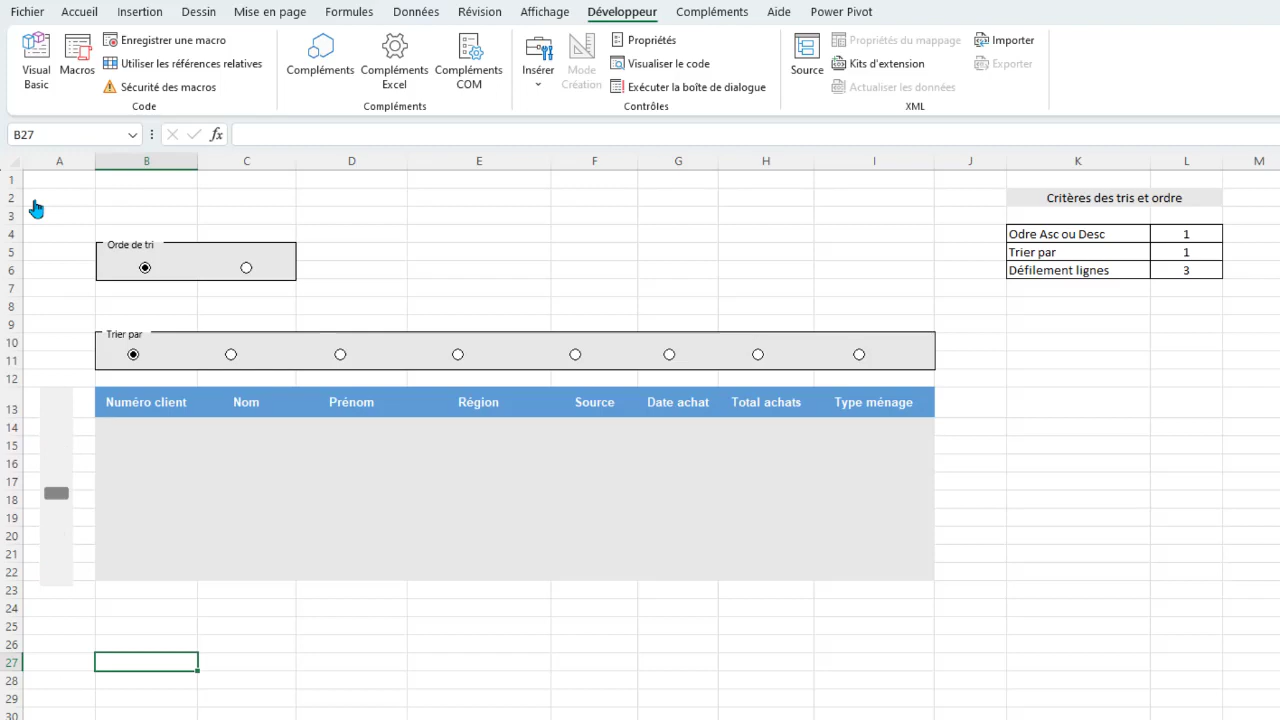 Fichier Accueil Insertion Dessin Mise en page Formules Données Révision Affichage Développeur Compléments Aide Power Pivot
Visual Basic
Macros
Enregistrer une macro
Utiliser les références relatives
Sécurité des macros
Code
Compléments
Compléments Excel
Compléments COM
Compléments
Insérer
Mode Création
Propriétés
Visualiser le code
Exécuter la boîte de dialogue
Contrôles
Source
Propriétés du mappage
Kits d'extension
Actualiser les données
Importer
Exporter
XML
B27 fx
A B C D E F G H I J K L M
1
2 Critères des tris et ordre
3
4 Odre Asc ou Desc 1
Orde de tri
5 Trier par 1
6 Défilement lignes 3
7
8
9
Trier par
10
11
12
13 Numéro client Nom Prénom Région Source Date achat Total achats Type ménage
14
15
16
17
18
19
20
21
22
23
24
25
26
27
28
29
30